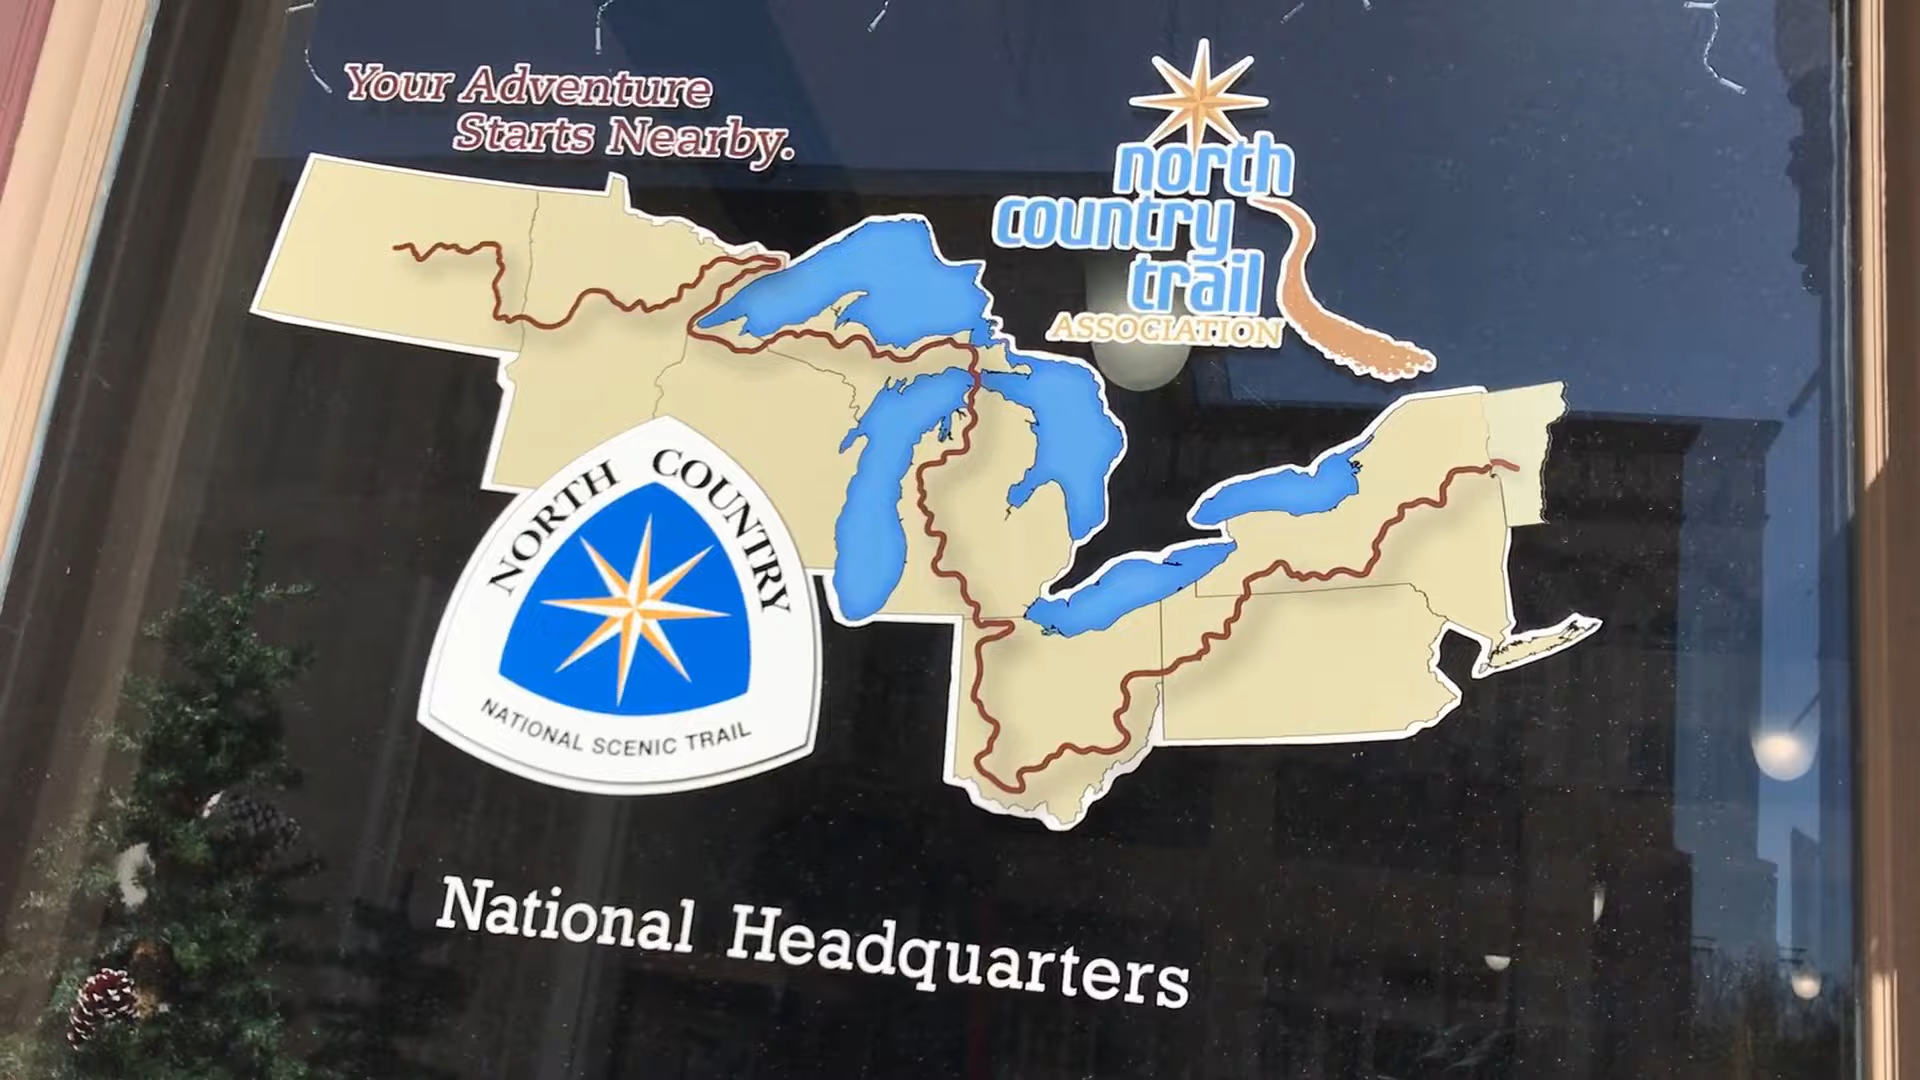 Your Adventure
Starts Nearby.
north
country
trail
ASSOCIATION
NORTH COUNTRY
NATIONAL SCENIC TRAIL
National Headquarters